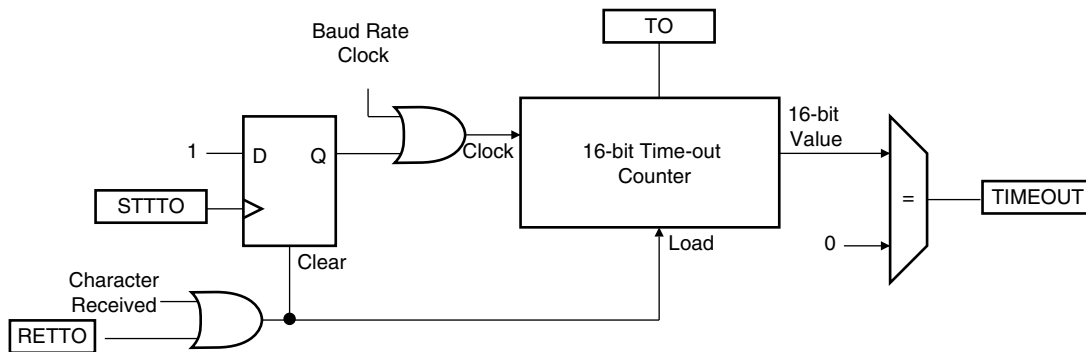 TO
Baud Rate
Clock
16-bit
Value
1
D
Q
Clock
16-bit Time-out
Counter
STTTO
=
TIMEOUT
Clear
Load
0
Character
Received
RETTO